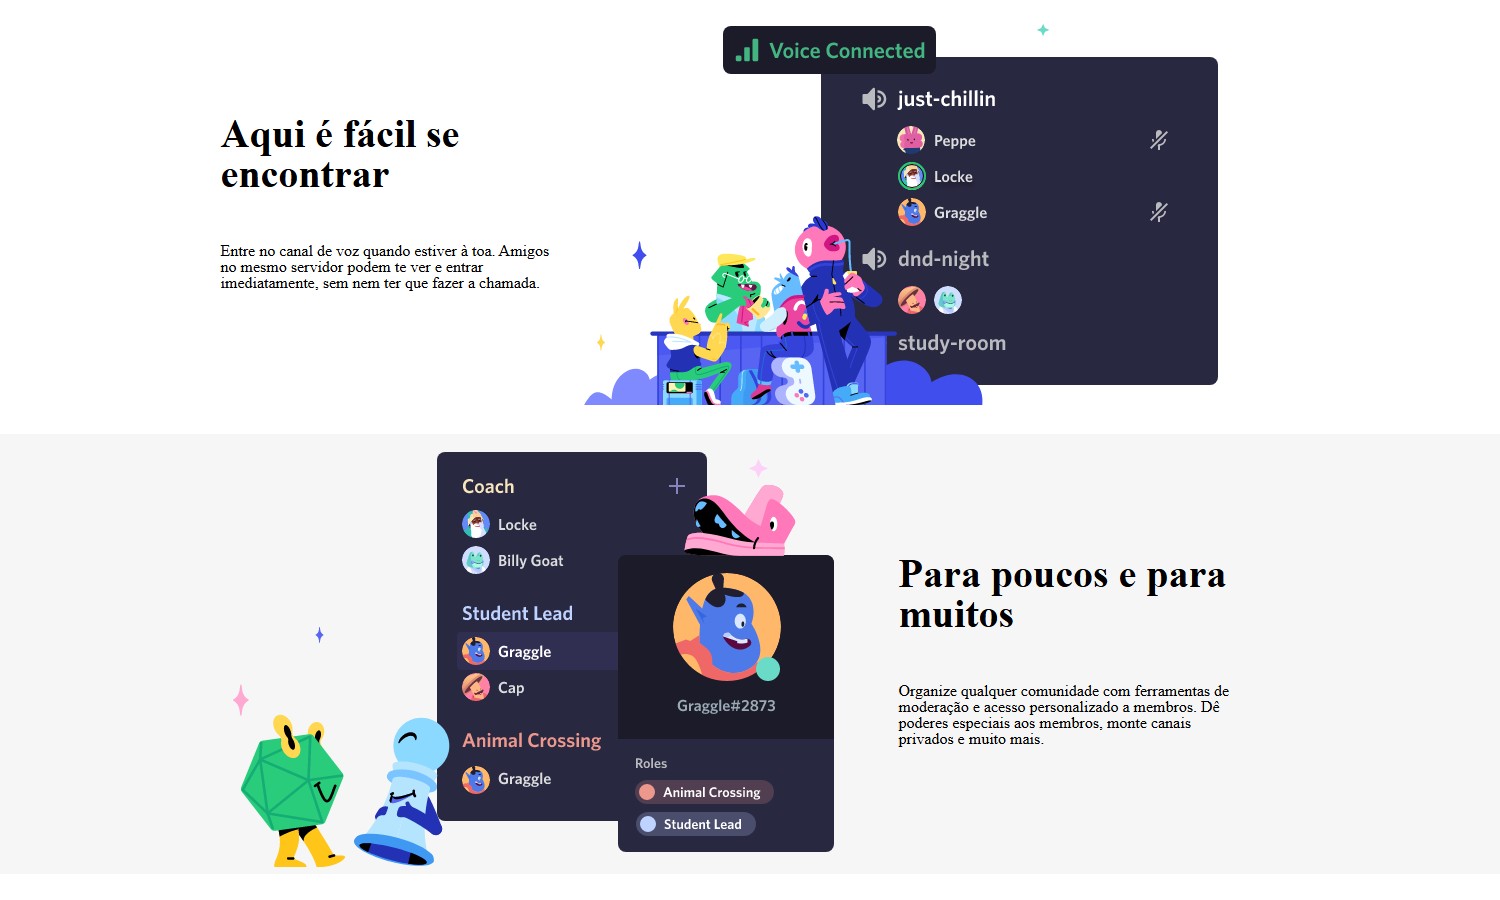 Voice Connected
just-chillin
Peppe
Locke
Graggle
dnd-night
study-room
Aqui é fácil se
encontrar
Entre no canal de voz quando estiver à toa. Amigos
no mesmo servidor podem te ver e entrar
imediatamente, sem nem ter que fazer a chamada.
Coach
Locke
Billy Goat
Student Lead
Graggle
Cap
Animal Crossing
Graggle
Graggle#2873
Roles
Animal Crossing
Student Lead
Para poucos e para
muitos
Organize qualquer comunidade com ferramentas de
moderação e acesso personalizado a membros. Dê
poderes especiais aos membros, monte canais
privados e muito mais.